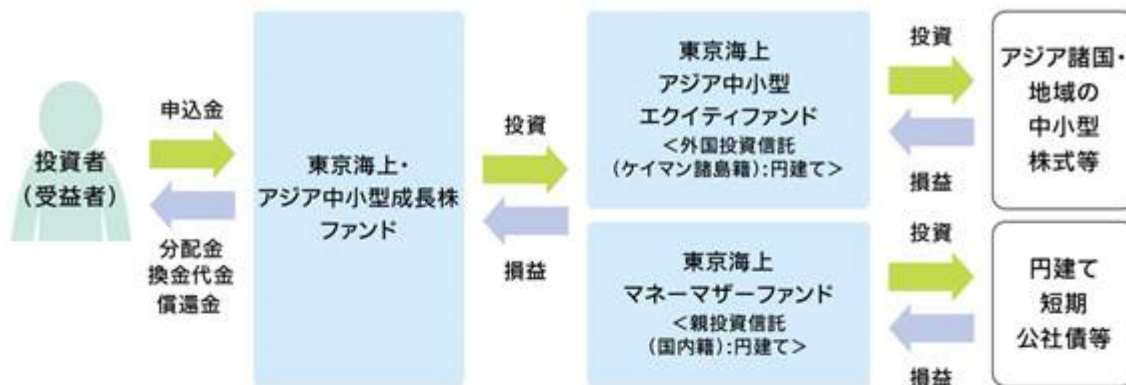 投資者
(受益者)
申込金
分配金
換金代金
償還金
東京海上・
アジア中小型成長株
ファンド
投資
損益
東京海上
アジア中小型
エクイティファンド
<外国投資信託
(ケイマン諸島籍):円建て>
投資
損益
アジア諸国・
地域の
中小型
株式等
東京海上
マネーマザーファンド
<親投資信託
(国内籍):円建て>
投資
損益
円建て
短期
公社債等